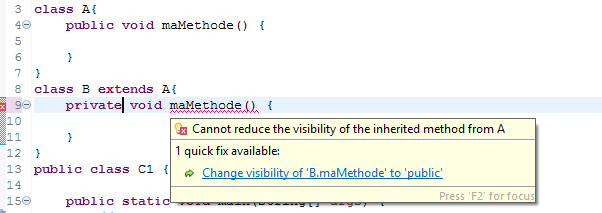 3 class A{
4 public void maMethode() {
5
6 }
7 }
8 class B extends A{
9 private void maMethode() {
10
11 }
12 }
13 public class C1 {
14
15 public static void main(String[] args) {
Cannot reduce the visibility of the inherited method from A
1 quick fix available:
Change visibility of 'B.maMethode' to 'public'
Press 'F2' for focus